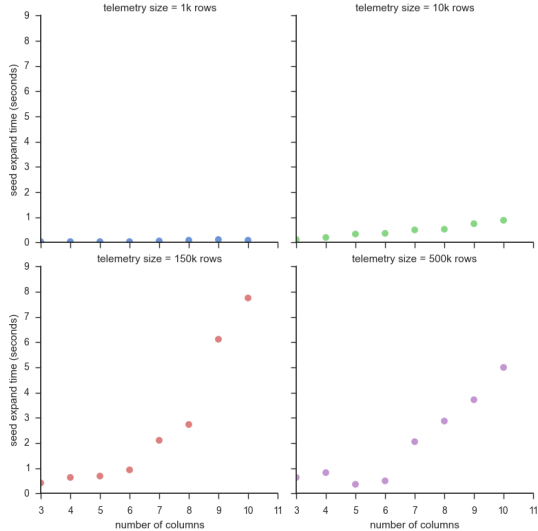 telemetry size = 1k rows
telemetry size = 10k rows
seed expand time (seconds)
9
8
7
6
5
4
3
2
1
0
telemetry size = 150k rows
telemetry size = 500k rows
seed expand time (seconds)
9
8
7
6
5
4
3
2
1
0
3 4 5 6 7 8 9 10 11
3 4 5 6 7 8 9 10 11
number of columns
number of columns